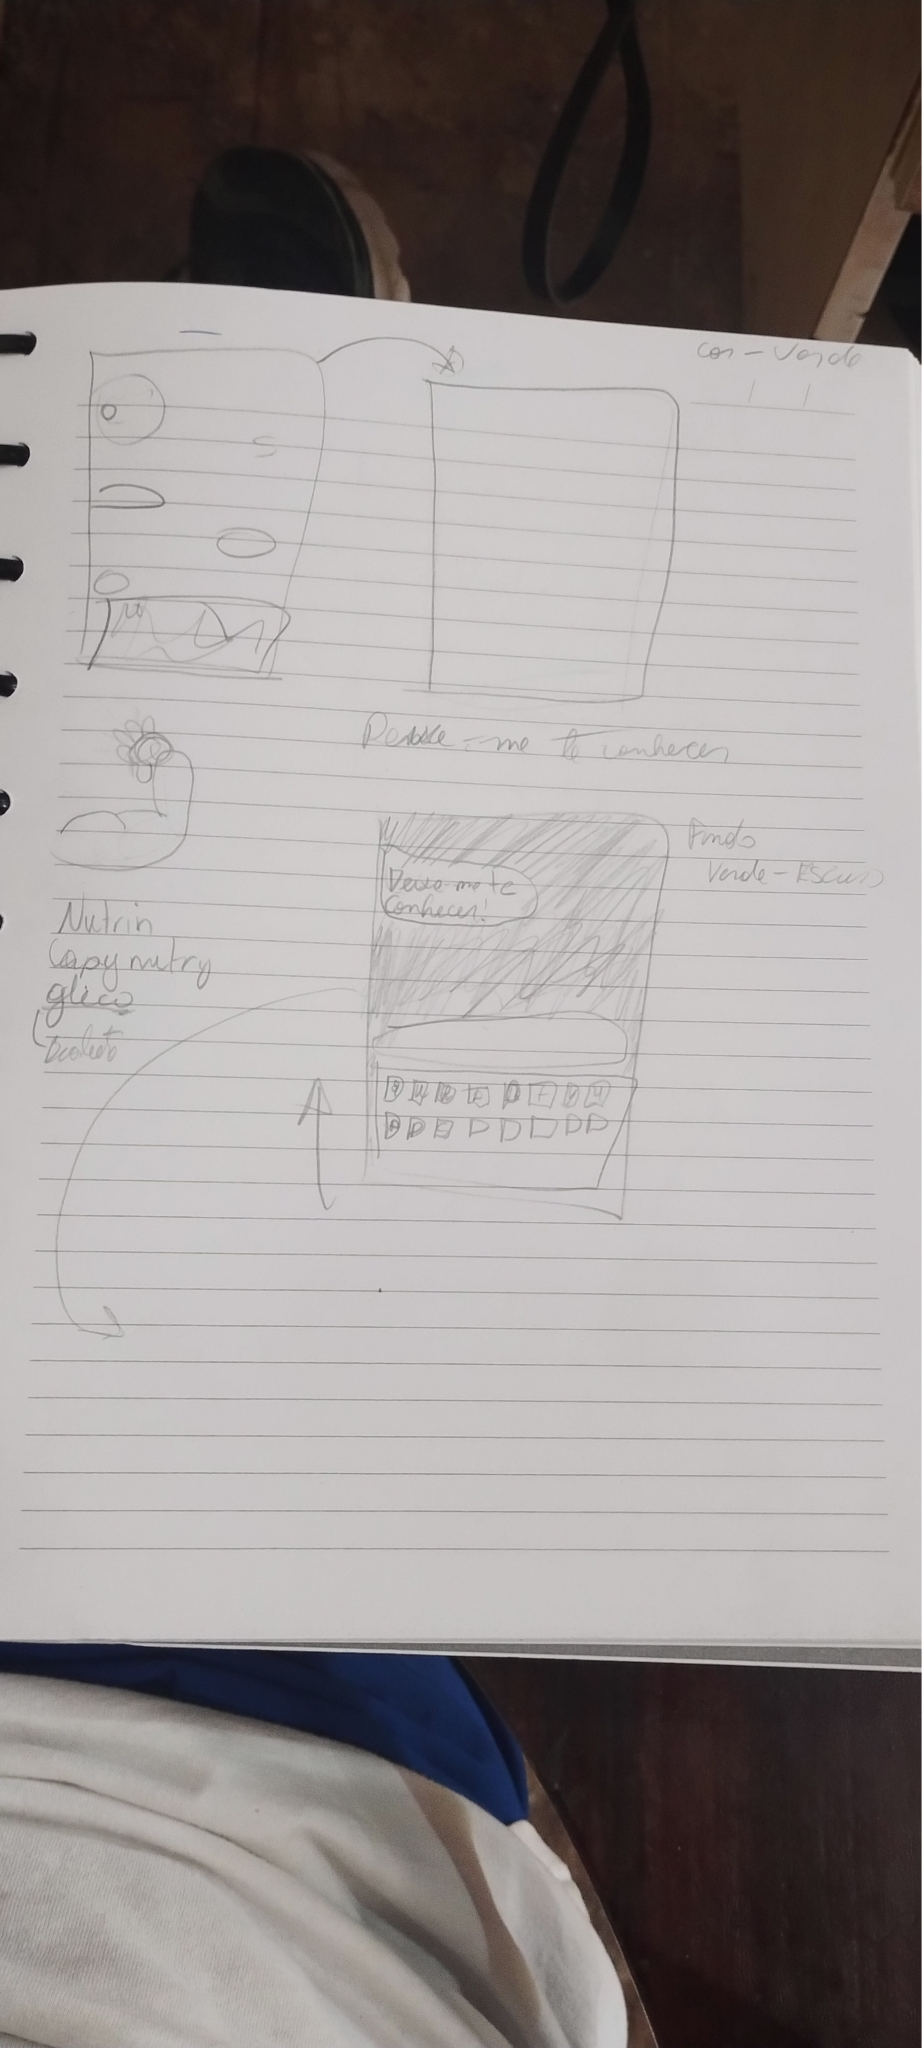 cor - Verde
Deixe-me te conhecer
Fundo
Verde - Escuro
Deixe-me te
conhecer!
Nutrin
Capynutry
glico